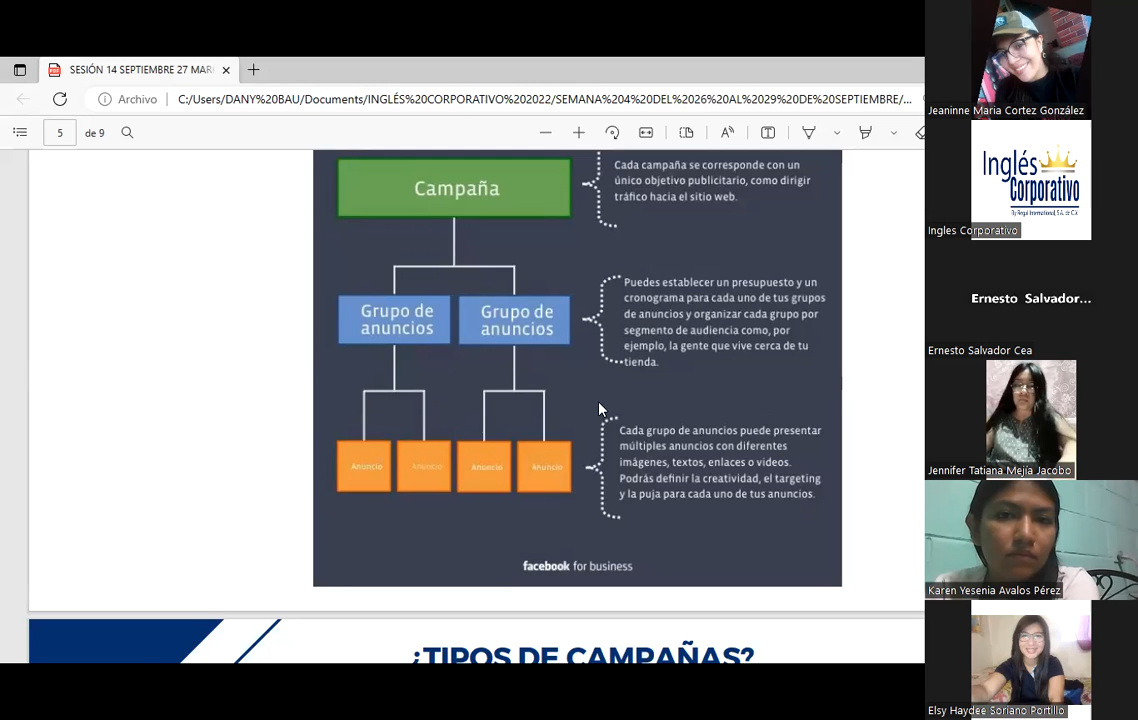 SESIÓN 14 SEPTIEMBRE 27 MAR
Archivo
C:/Users/DANY%20BAU/Documents/INGLÉS%20CORPORATIVO%202022/SEMANA%204%20DEL%2026%20AL%2029%20DE%20SEPTIEMBRE/...
5
de 9
Campaña
Cada campaña se corresponde con un
único objetivo publicitario, como dirigir
tráfico hacia el sitio web.
Grupo de
anuncios
Grupo de
anuncios
Puedes establecer un presupuesto y un
cronograma para cada uno de tus grupos
de anuncios y organizar cada grupo por
segmento de audiencia como, por
ejemplo, la gente que vive cerca de tu
tienda.
Anuncio
Anuncio
Anuncio
Anuncio
Cada grupo de anuncios puede presentar
múltiples anuncios con diferentes
imágenes, textos, enlaces o videos.
Podrás definir la creatividad, el targeting
y la puja para cada uno de tus anuncios.
facebook for business
¿TIPOS DE CAMPAÑAS?
Jeaninne Maria Cortez González
Inglés
Corporativo
Ingles Corporativo
Ernesto Salvador...
Ernesto Salvador Cea
Jennifer Tatiana Mejía Jacobo
Karen Yesenia Avalos Pérez
Elsy Haydee Soriano Portillo